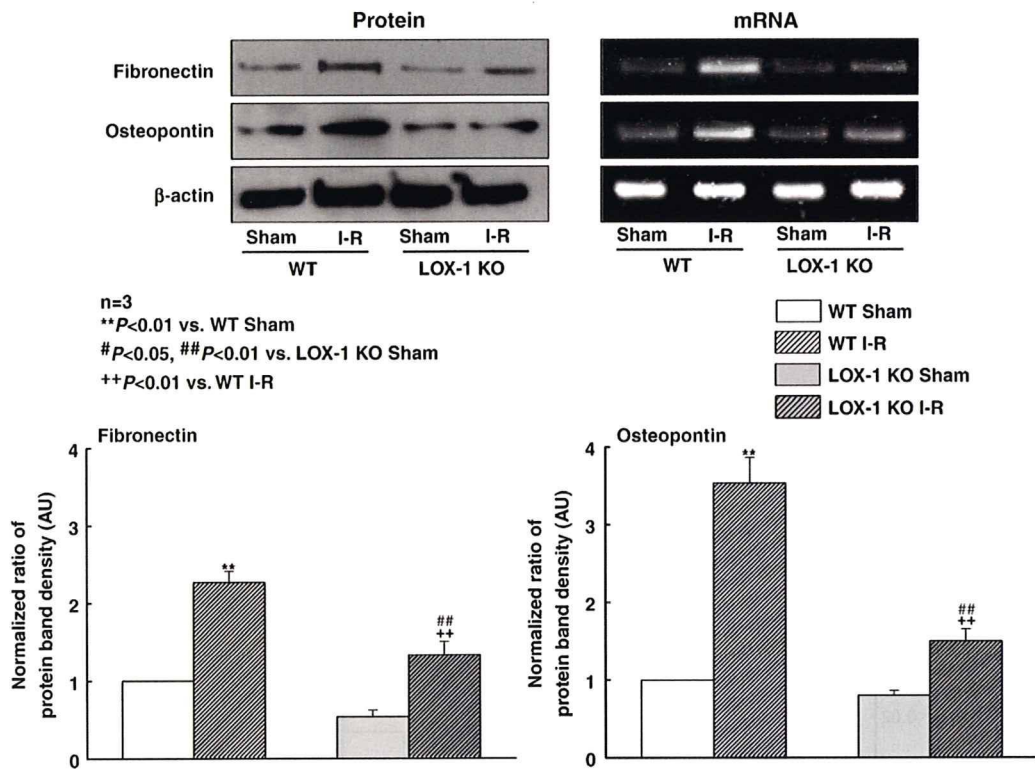 Protein
mRNA
Fibronectin
Osteopontin
β-actin
Sham I-R Sham I-R
WT LOX-1 KO
Sham I-R Sham I-R
WT LOX-1 KO
n=3
**P<0.01 vs. WT Sham
#P<0.05, ##P<0.01 vs. LOX-1 KO Sham
++P<0.01 vs. WT I-R
WT Sham
WT I-R
LOX-1 KO Sham
LOX-1 KO I-R
Fibronectin
Normalized ratio of
protein band density (AU)
4
3
2
1
0
**
##
++
Osteopontin
Normalized ratio of
protein band density (AU)
4
3
2
1
0
**
##
++